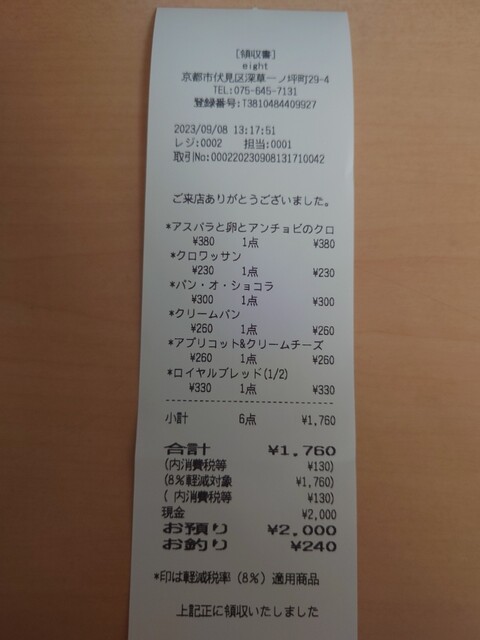 [領収書]
eight
京都市伏見区深草一ノ坪町29-4
TEL:075-645-7131
登録番号:T3810484409927
2023/09/08 13:17:51
レジ:0002 担当:0001
取引No:000220230908131710042
ご来店ありがとうございました。
*アスパラと卵とアンチョビのクロ
¥380 1点 ¥380
*クロワッサン
¥230 1点 ¥230
*パン・オ・ショコラ
¥300 1点 ¥300
*クリームパン
¥260 1点 ¥260
*アプリコット&クリームチーズ
¥260 1点 ¥260
*ロイヤルブレッド(1/2)
¥330 1点 ¥330
小計 6点 ¥1,760
合計 ¥1,760
(内消費税等 ¥130)
(8%軽減対象 ¥1,760)
( 内消費税等 ¥130)
現金 ¥2,000
お預り ¥2,000
お釣り ¥240
*印は軽減税率(8%)適用商品
上記正に領収いたしました